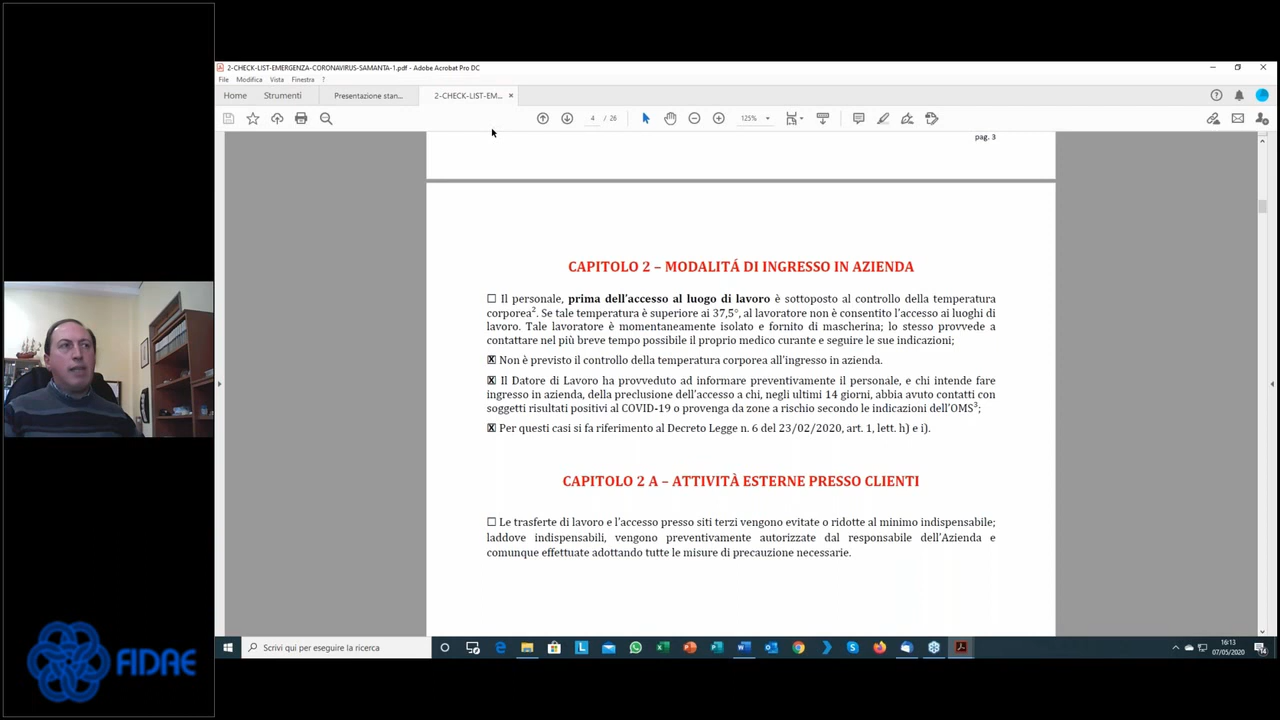 2-CHECK-LIST-EMERGENZA-CORONAVIRUS-SAMANTA-1.pdf - Adobe Acrobat Pro DC
File Modifica Vista Finestra ?
Home Strumenti Presentazione stan... 2-CHECK-LIST-EM... ×
4 / 26 125%
pag. 3
CAPITOLO 2 – MODALITÁ DI INGRESSO IN AZIENDA
☐ Il personale, prima dell'accesso al luogo di lavoro è sottoposto al controllo della temperatura
corporea². Se tale temperatura è superiore ai 37,5°, al lavoratore non è consentito l'accesso ai luoghi di
lavoro. Tale lavoratore è momentaneamente isolato e fornito di mascherina; lo stesso provvede a
contattare nel più breve tempo possibile il proprio medico curante e seguire le sue indicazioni;
☒ Non è previsto il controllo della temperatura corporea all'ingresso in azienda.
☒ Il Datore di Lavoro ha provveduto ad informare preventivamente il personale, e chi intende fare
ingresso in azienda, della preclusione dell'accesso a chi, negli ultimi 14 giorni, abbia avuto contatti con
soggetti risultati positivi al COVID-19 o provenga da zone a rischio secondo le indicazioni dell'OMS³;
☒ Per questi casi si fa riferimento al Decreto Legge n. 6 del 23/02/2020, art. 1, lett. h) e i).
CAPITOLO 2 A – ATTIVITÀ ESTERNE PRESSO CLIENTI
☐ Le trasferte di lavoro e l'accesso presso siti terzi vengono evitate o ridotte al minimo indispensabile;
laddove indispensabili, vengono preventivamente autorizzate dal responsabile dell'Azienda e
comunque effettuate adottando tutte le misure di precauzione necessarie.
Scrivi qui per eseguire la ricerca
16:13
07/05/2020
FIDAE